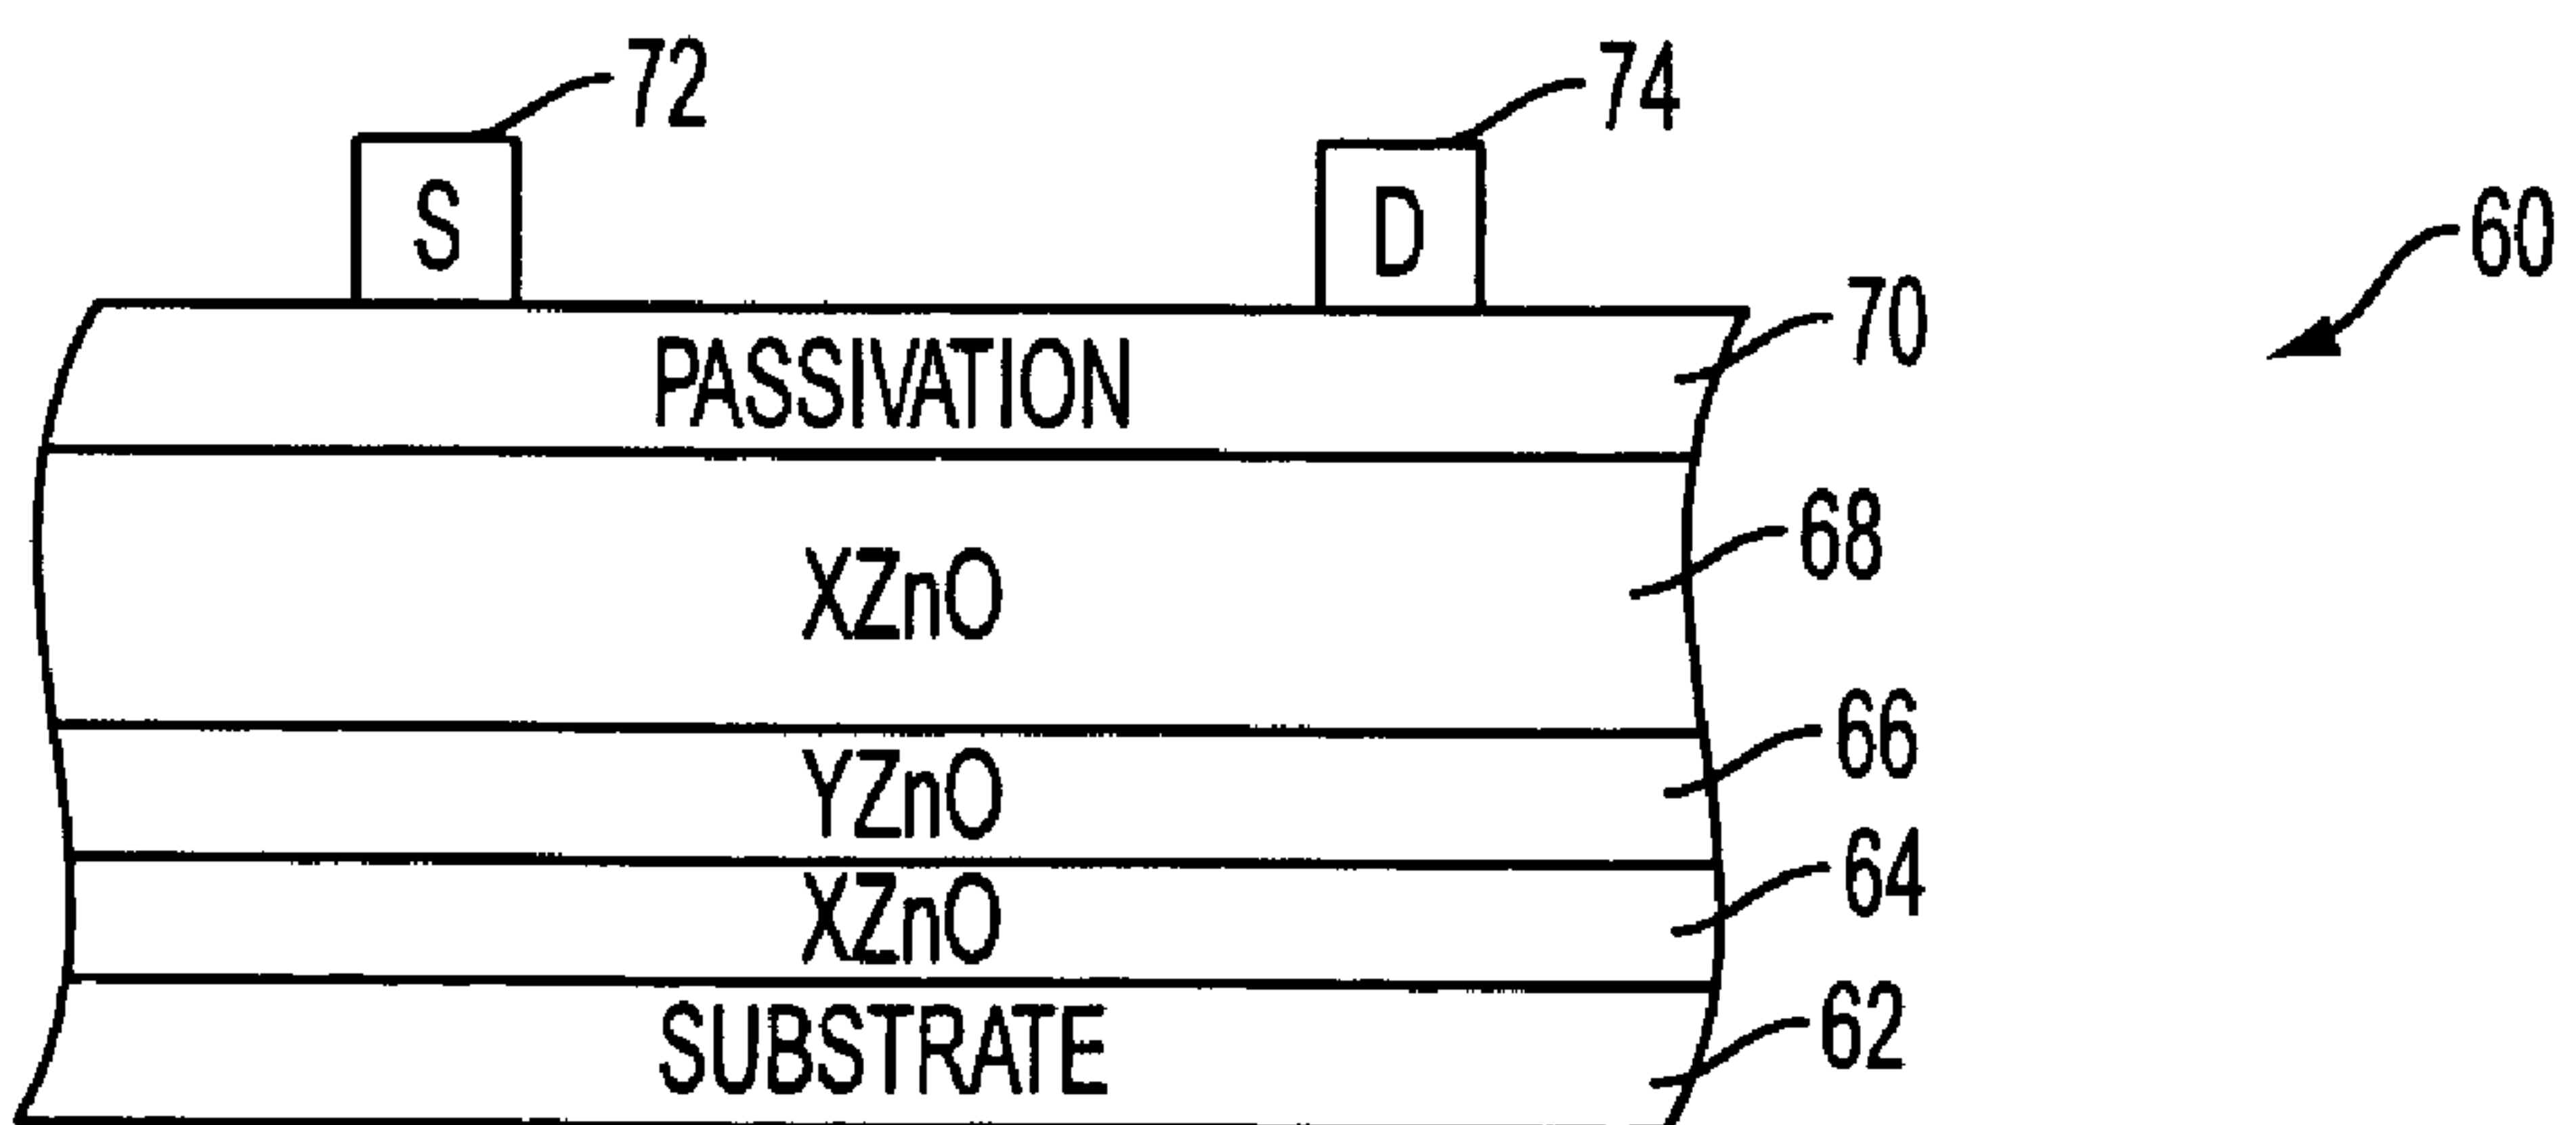 72
74
S
D
60
70
PASSIVATION
68
XZnO
66
YZnO
64
XZnO
62
SUBSTRATE